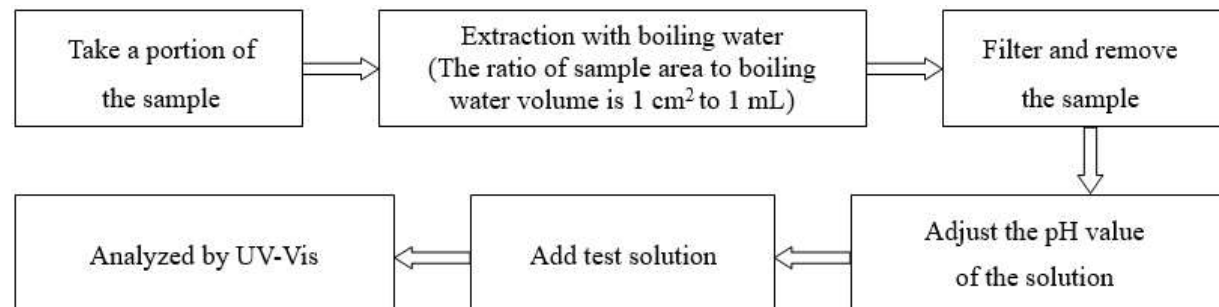 Take a portion of
the sample
Extraction with boiling water
(The ratio of sample area to boiling
water volume is 1 cm² to 1 mL)
Filter and remove
the sample
Adjust the pH value
of the solution
Add test solution
Analyzed by UV-Vis